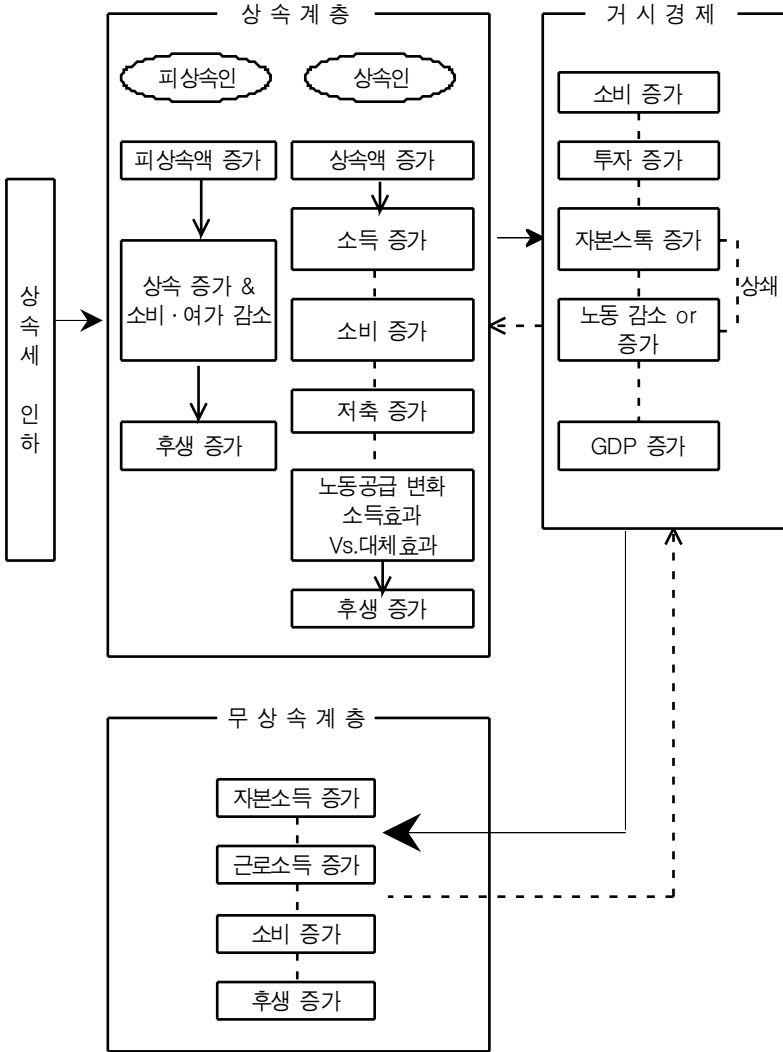 상속세 인하
상 속 계 층
피상속인
상속인
피상속액 증가
상속액 증가
상속 증가 &
소비 · 여가 감소
후생 증가
소득 증가
소비 증가
저축 증가
노동공급 변화
소득효과
Vs.대체효과
후생 증가
거 시 경 제
소비 증가
투자 증가
자본스톡 증가
노동 감소 or
증가
상쇄
GDP 증가
무 상 속 계 층
자본소득 증가
근로소득 증가
소비 증가
후생 증가